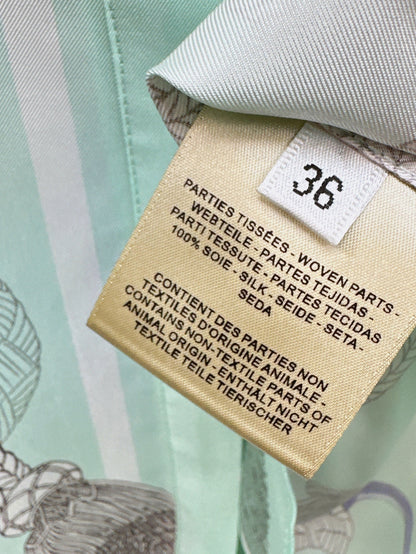 36
PARTIES TISSÉES - WOVEN PARTS -
WEBTEILE - PARTES TEJIDAS -
PARTI TESSUTE - PARTES TECIDAS
100% SOIE - SILK - SEIDE - SETA -
SEDA
CONTIENT DES PARTIES NON
TEXTILES D'ORIGINE ANIMALE -
CONTAINS NON-TEXTILE PARTS OF
ANIMAL ORIGIN - ENTHÄLT NICHT
TEXTILE TEILE TIERISCHER